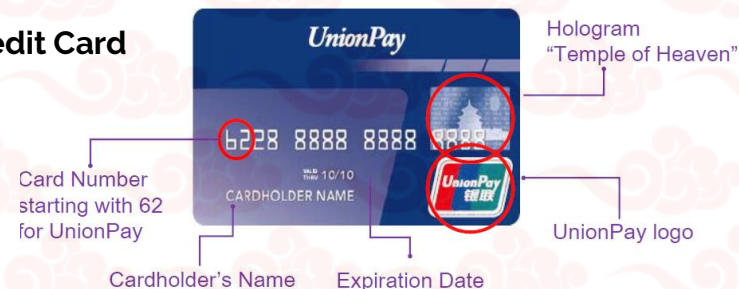 edit Card
UnionPay
Hologram
“Temple of Heaven”
6228 8888 8888 8888
VALID
THRU 10/10
CARDHOLDER NAME
UnionPay
银联
Card Number
starting with 62
for UnionPay
UnionPay logo
Cardholder’s Name
Expiration Date